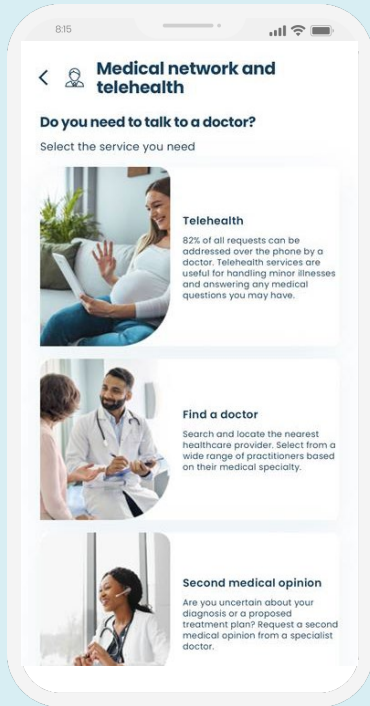 8:15
Medical network and
telehealth
Do you need to talk to a doctor?
Select the service you need
Telehealth
82% of all requests can be
addressed over the phone by a
doctor. Telehealth services are
useful for handling minor illnesses
and answering any medical
questions you may have.
Find a doctor
Search and locate the nearest
healthcare provider. Select from a
wide range of practitioners based
on their medical specialty.
Second medical opinion
Are you uncertain about your
diagnosis or a proposed
treatment plan? Request a second
medical opinion from a specialist
doctor.